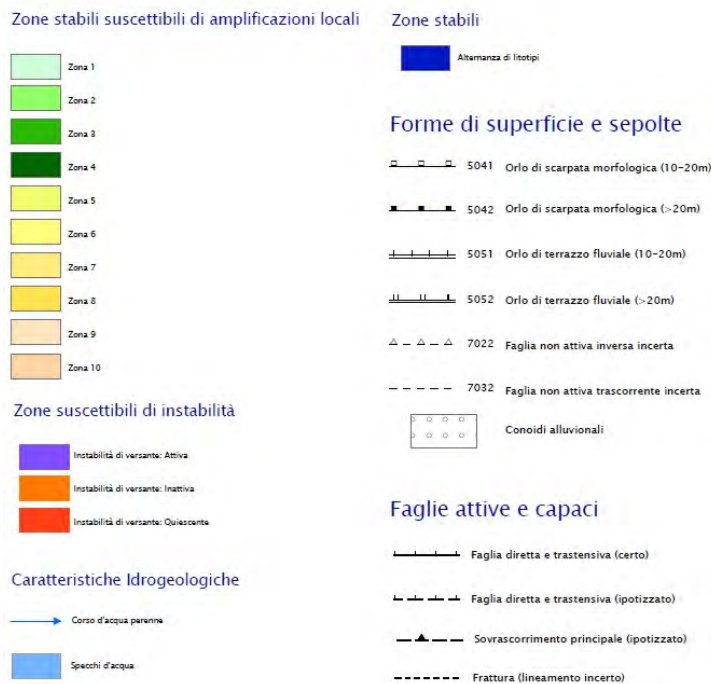 Zone stabili suscettibili di amplificazioni locali
Zona 1
Zona 2
Zona 3
Zona 4
Zona 5
Zona 6
Zona 7
Zona 8
Zona 9
Zona 10
Zone suscettibili di instabilità
Instabilità di versante: Attiva
Instabilità di versante: Inattiva
Instabilità di versante: Quiescente
Caratteristiche Idrogeologiche
Corso d'acqua perenne
Specchi d'acqua
Zone stabili
Alternanza di litotipi
Forme di superficie e sepolte
5041 Orlo di scarpata morfologica (10-20m)
5042 Orlo di scarpata morfologica (>20m)
5051 Orlo di terrazzo fluviale (10-20m)
5052 Orlo di terrazzo fluviale (>20m)
7022 Faglia non attiva inversa incerta
7032 Faglia non attiva trascorrente incerta
Conoidi alluvionali
Faglie attive e capaci
Faglia diretta e trastensiva (certo)
Faglia diretta e trastensiva (ipotizzato)
Sovrascorrimento principale (ipotizzato)
Frattura (lineamento incerto)